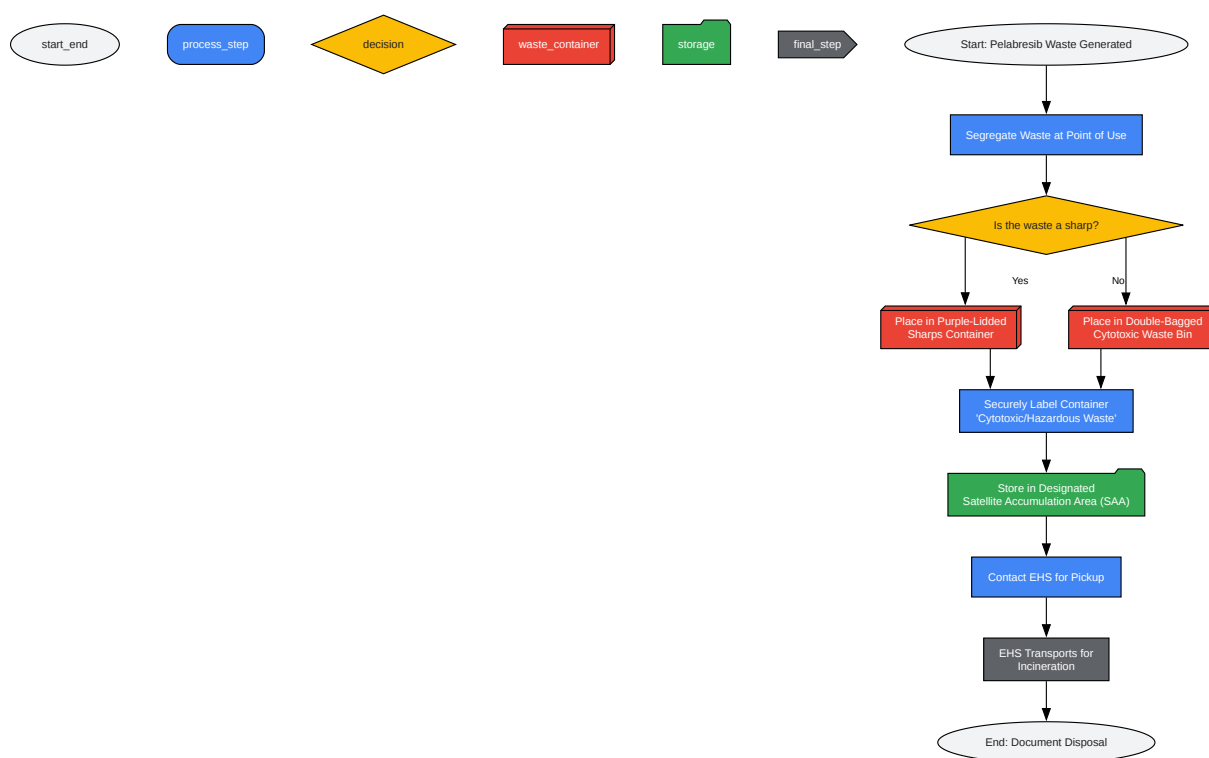 start_end
process_step
decision
waste_container
storage
final_step
Start: Pelabresib Waste Generated
Segregate Waste at Point of Use
Is the waste a sharp?
Yes
No
Place in Purple-Lidded
Sharps Container
Place in Double-Bagged
Cytotoxic Waste Bin
Securely Label Container
'Cytotoxic/Hazardous Waste'
Store in Designated
Satellite Accumulation Area (SAA)
Contact EHS for Pickup
EHS Transports for
Incineration
End: Document Disposal